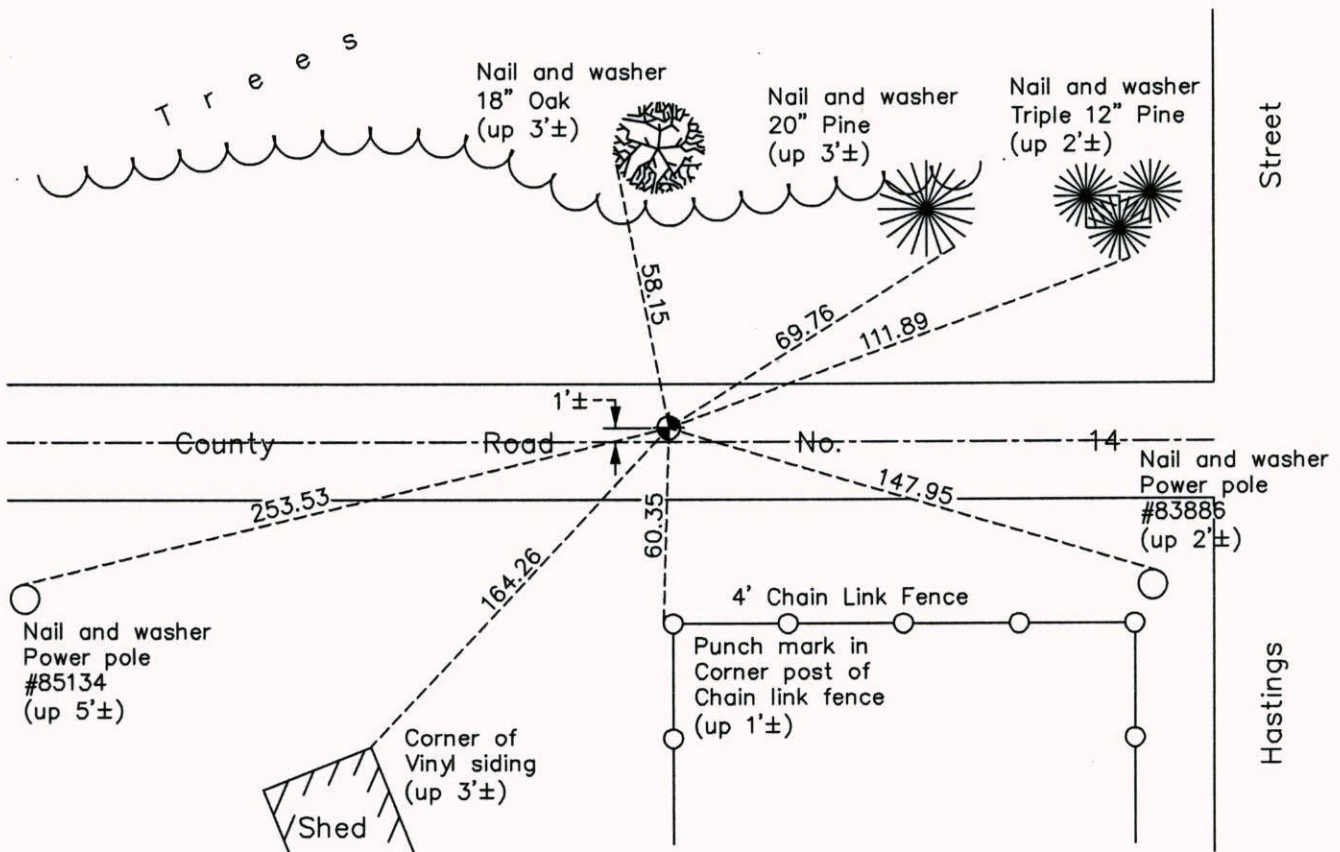 Trees
Nail and washer
18" Oak
(up 3'±)
Nail and washer
20" Pine
(up 3'±)
Nail and washer
Triple 12" Pine
(up 2'±)
Street
58.15
69.76
111.89
1'±
County Road No. 14
253.53
164.26
60.35
147.95
Nail and washer
Power pole
#83886
(up 2'±)
Nail and washer
Power pole
#85134
(up 5'±)
4' Chain Link Fence
Punch mark in
Corner post of
Chain link fence
(up 1'±)
Corner of
Vinyl siding
(up 3'±)
Shed
Hastings